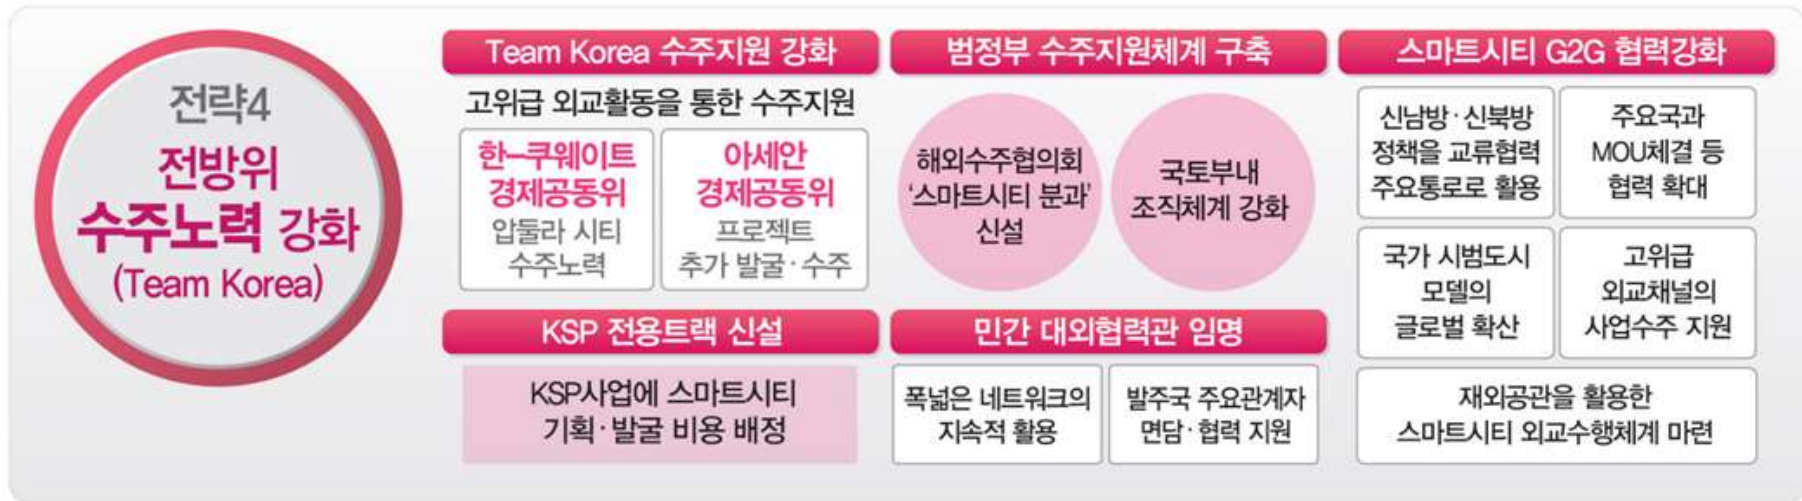 전략4
전방위
수주노력 강화
(Team Korea)
Team Korea 수주지원 강화
고위급 외교활동을 통한 수주지원
한-쿠웨이트
경제공동위
압둘라 시티
수주노력
아세안
경제공동위
프로젝트
추가 발굴·수주
KSP 전용트랙 신설
KSP사업에 스마트시티
기획·발굴 비용 배정
범정부 수주지원체계 구축
해외수주협의회
'스마트시티 분과'
신설
국토부내
조직체계 강화
민간 대외협력관 임명
폭넓은 네트워크의
지속적 활용
발주국 주요관계자
면담·협력 지원
스마트시티 G2G 협력강화
신남방·신북방
정책을 교류협력
주요통로로 활용
주요국과
MOU체결 등
협력 확대
국가 시범도시
모델의
글로벌 확산
고위급
외교채널의
사업수주 지원
재외공관을 활용한
스마트시티 외교수행체계 마련